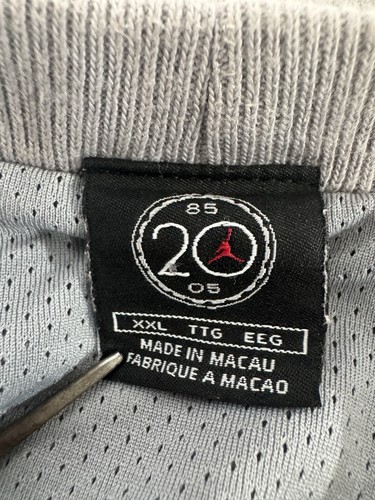 85
20
05
XXL TTG EEG
MADE IN MACAU
FABRIQUE A MACAO